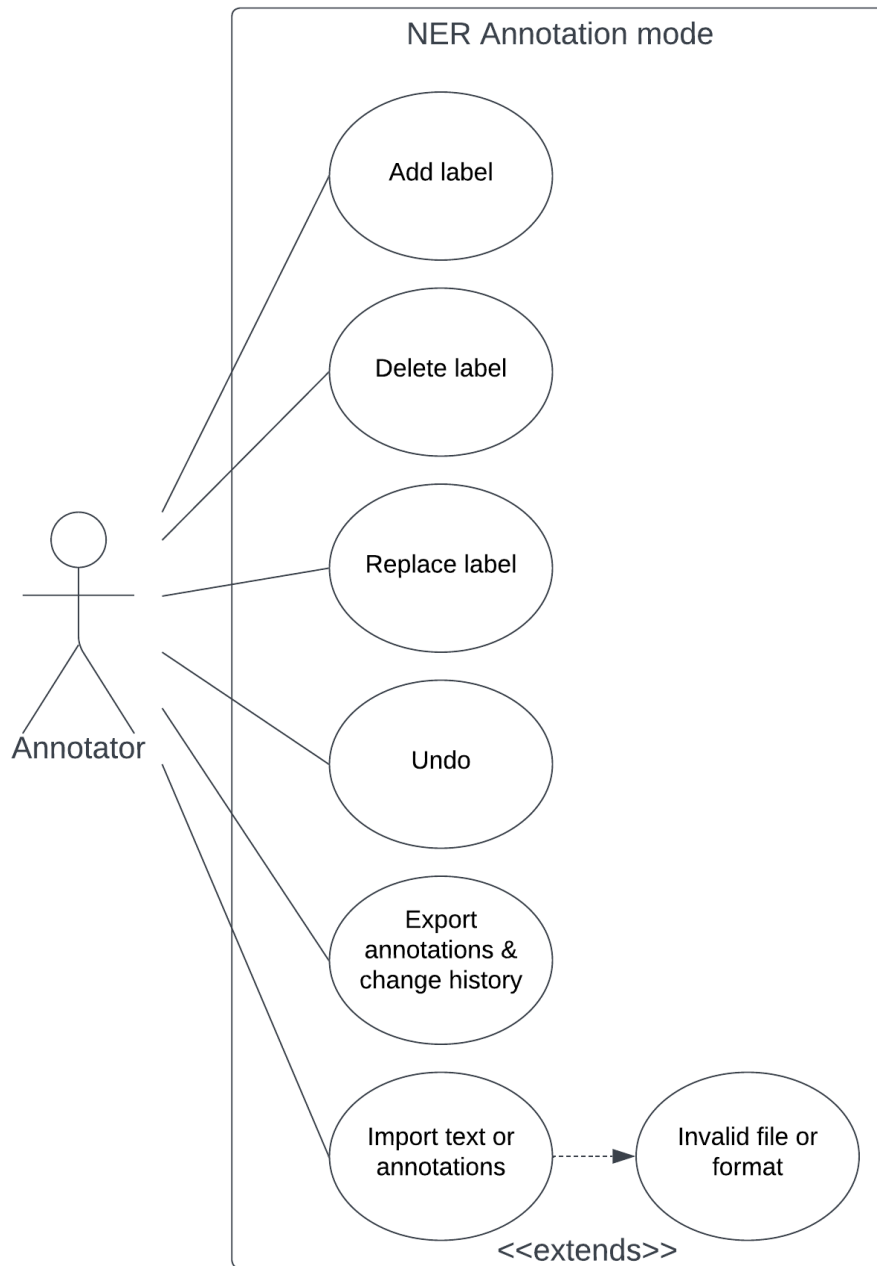 NER Annotation mode
Add label
Delete label
Replace label
Annotator
Undo
Export
annotations &
change history
Import text or
annotations
Invalid file or
format
<<extends>>